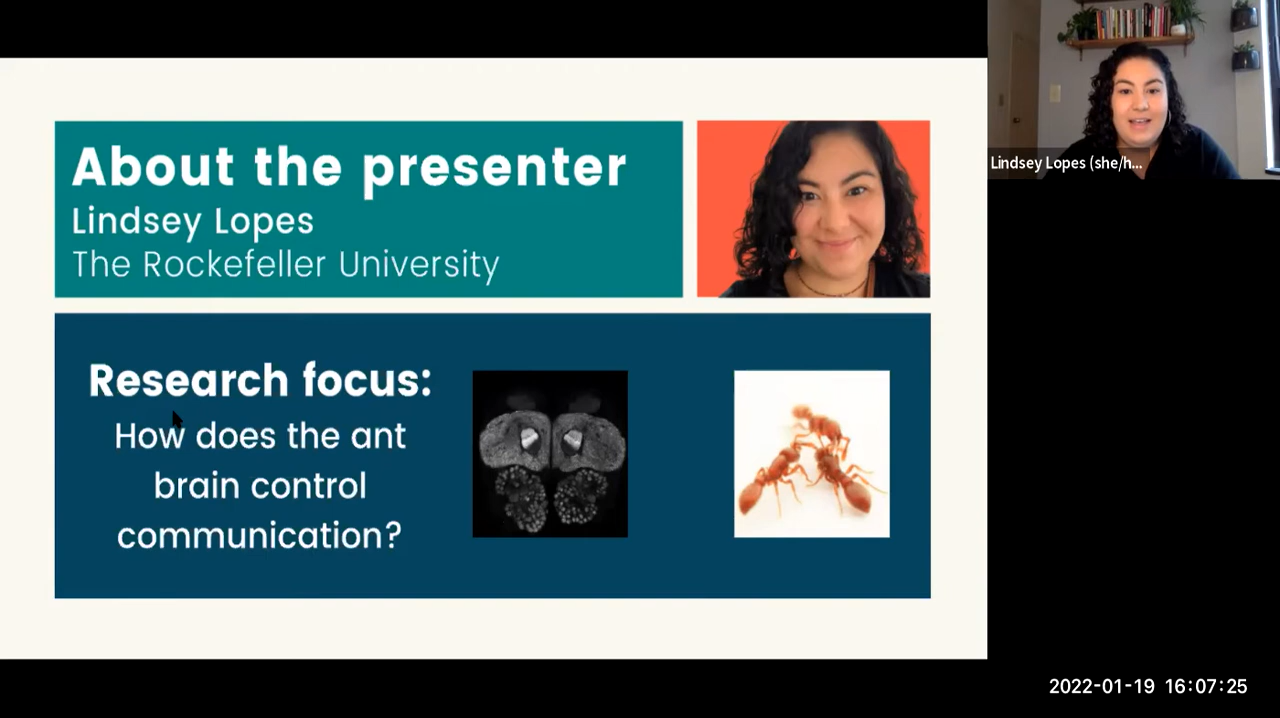 About the presenter
Lindsey Lopes
The Rockefeller University
Research focus:
How does the ant
brain control
communication?
Lindsey Lopes (she/h...
2022-01-19 16:07:25